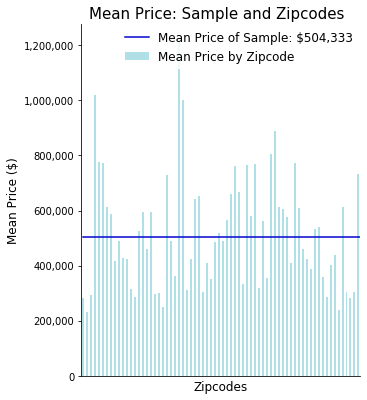 Mean Price: Sample and Zipcodes
Mean Price of Sample: $504,333
Mean Price by Zipcode
1,200,000
1,000,000
800,000
600,000
400,000
200,000
0
Mean Price ($)
Zipcodes